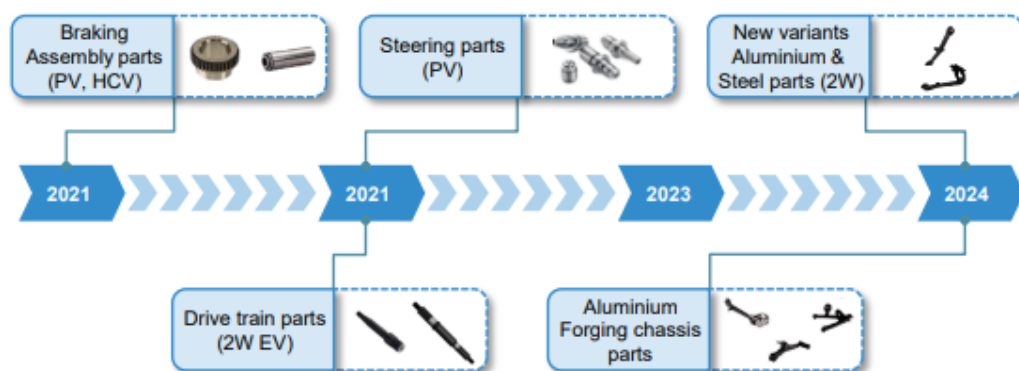 Braking
Assembly parts
(PV, HCV)
Steering parts
(PV)
New variants
Aluminium &
Steel parts (2W)
2021
2021
2023
2024
Drive train parts
(2W EV)
Aluminium
Forging chassis
parts